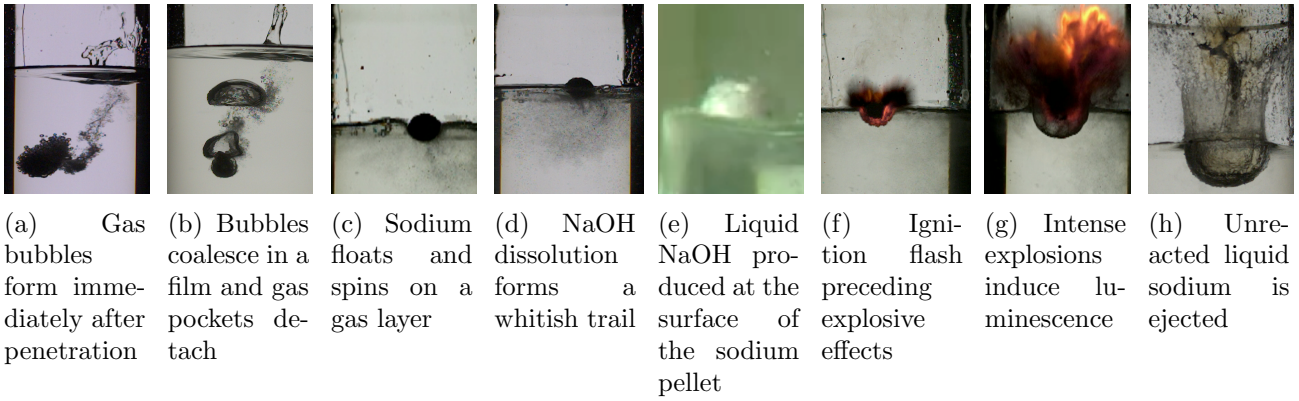 (a) Gas
bubbles
form imme-
diately after
penetration
(b) Bubbles
coalesce in a
film and gas
pockets de-
tach
(c) Sodium
floats and
spins on a
gas layer
(d) NaOH
dissolution
forms a
whitish trail
(e) Liquid
NaOH pro-
duced at the
surface of
the sodium
pellet
(f) Igni-
tion flash
preceding
explosive
effects
(g) Intense
explosions
induce lu-
minescence
(h) Unre-
acted liquid
sodium is
ejected